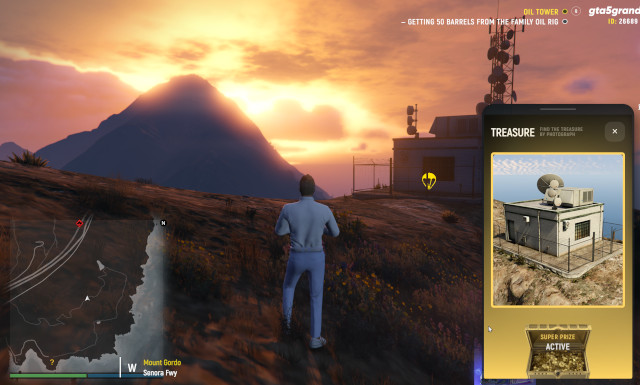 OIL TOWER
gta5grand
– GETTING 50 BARRELS FROM THE FAMILY OIL RIG
ID: 26689
TREASURE
FIND THE TREASURE
BY PHOTOGRAPH
×
N
?
W
Mount Gordo
Senora Fwy
SUPER PRIZE
ACTIVE